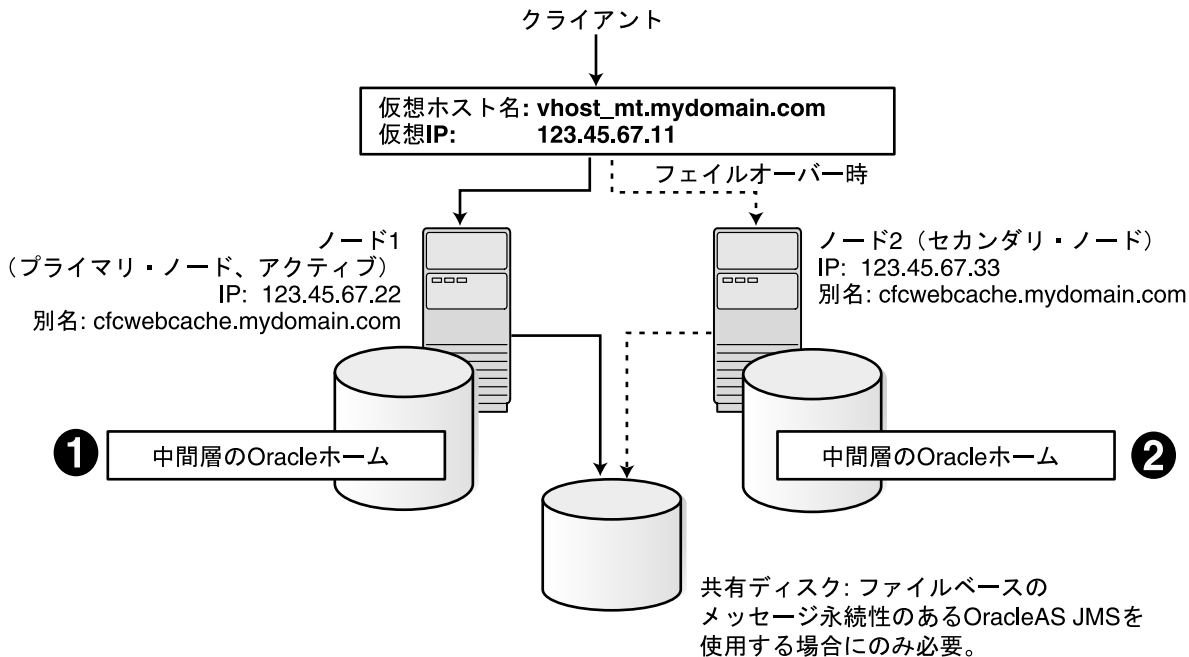 クライアント
仮想ホスト名: vhost_mt.mydomain.com
仮想IP: 123.45.67.11
フェイルオーバー時
ノード1
（プライマリ・ノード、アクティブ）
IP: 123.45.67.22
別名: cfcwebcache.mydomain.com
ノード2（セカンダリ・ノード）
IP: 123.45.67.33
別名: cfcwebcache.mydomain.com
❶ 中間層のOracleホーム
中間層のOracleホーム ❷
共有ディスク: ファイルベースの
メッセージ永続性のあるOracleAS JMSを
使用する場合にのみ必要。